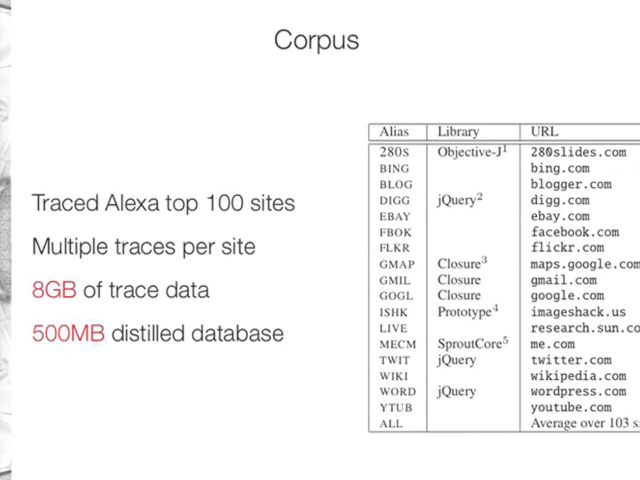 Corpus
Traced Alexa top 100 sites
Multiple traces per site
8GB of trace data
500MB distilled database
Alias Library URL
280S Objective-J¹ 280slides.com
BING bing.com
BLOG blogger.com
DIGG jQuery² digg.com
EBAY ebay.com
FBOK facebook.com
FLKR flickr.com
GMAP Closure³ maps.google.com
GMIL Closure gmail.com
GOGL Closure google.com
ISHK Prototype⁴ imageshack.us
LIVE research.sun.co
MECM SproutCore⁵ me.com
TWIT jQuery twitter.com
WIKI wikipedia.com
WORD jQuery wordpress.com
YTUB youtube.com
ALL Average over 103